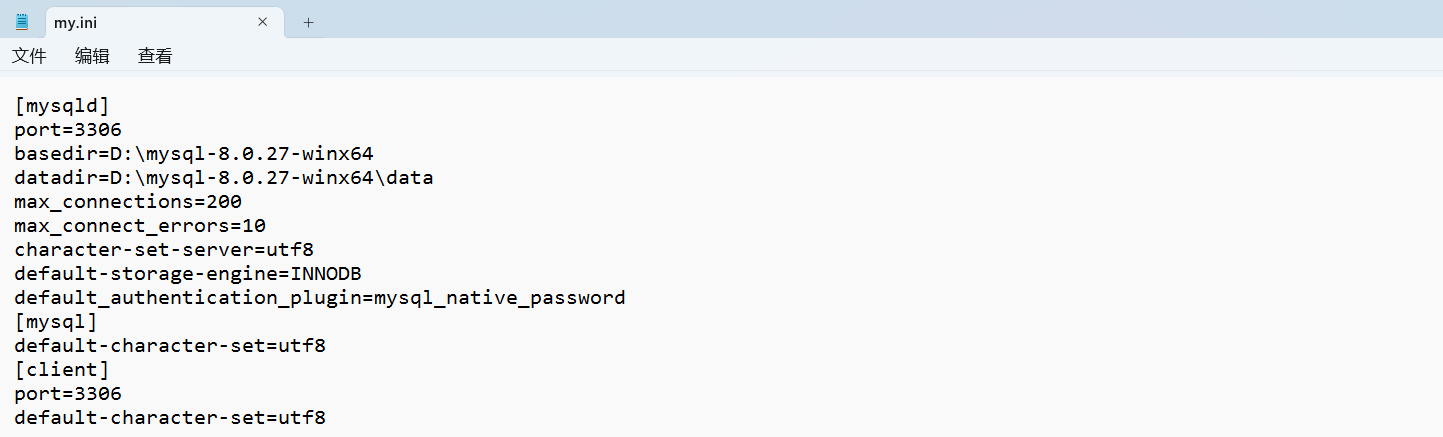 my.ini
文件 编辑 查看
[mysqld]
port=3306
basedir=D:\mysql-8.0.27-winx64
datadir=D:\mysql-8.0.27-winx64\data
max_connections=200
max_connect_errors=10
character-set-server=utf8
default-storage-engine=INNODB
default_authentication_plugin=mysql_native_password
[mysql]
default-character-set=utf8
[client]
port=3306
default-character-set=utf8